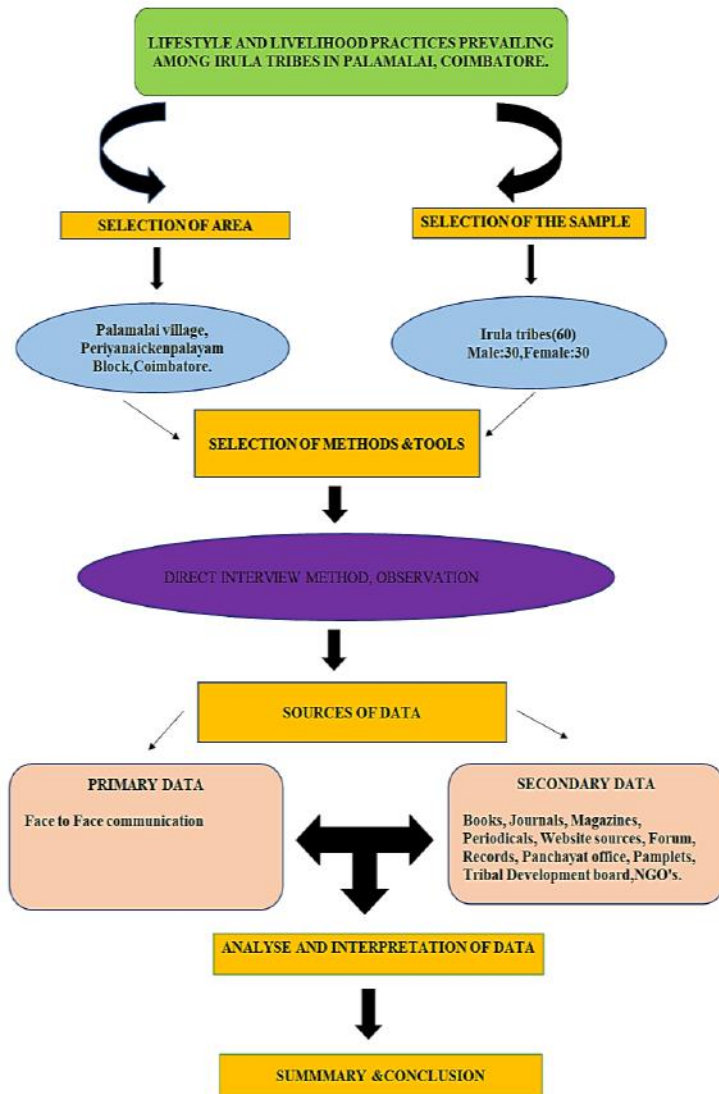 LIFESTYLE AND LIVELIHOOD PRACTICES PREVAILING
AMONG IRULA TRIBES IN PALAMALAI, COIMBATORE.
SELECTION OF AREA
SELECTION OF THE SAMPLE
Palamalai village,
Periyanaickenpalayam
Block,Coimbatore.
Irula tribes(60)
Male:30,Female:30
SELECTION OF METHODS &TOOLS
DIRECT INTERVIEW METHOD, OBSERVATION
SOURCES OF DATA
PRIMARY DATA
Face to Face communication
SECONDARY DATA
Books, Journals, Magazines,
Periodicals, Website sources, Forum,
Records, Panchayat office, Pamplets,
Tribal Development board,NGO's.
ANALYSE AND INTERPRETATION OF DATA
SUMMMARY &CONCLUSION